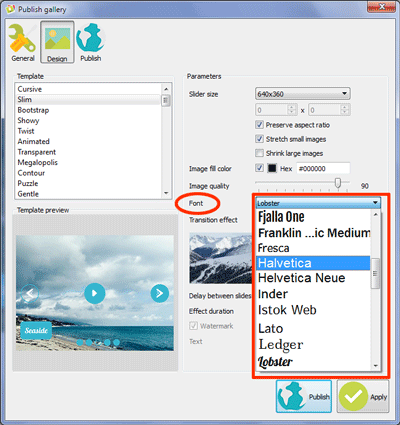 Publish gallery
General
Design
Publish
Template
Cursive
Slim
Bootstrap
Showy
Twist
Animated
Transparent
Megalopolis
Contour
Puzzle
Gentle
Template preview
Seaside
Parameters
Slider size
640x360
0 x 0
Preserve aspect ratio
Stretch small images
Shrink large images
Image fill color
Hex #000000
Image quality
90
Font
Lobster
Transition effect
Fjalla One
Franklin ...ic Medium
Fresca
Halvetica
Helvetica Neue
Inder
Istok Web
Lato
Ledger
Lobster
Delay between slides
Effect duration
Watermark
Text
Publish
Apply